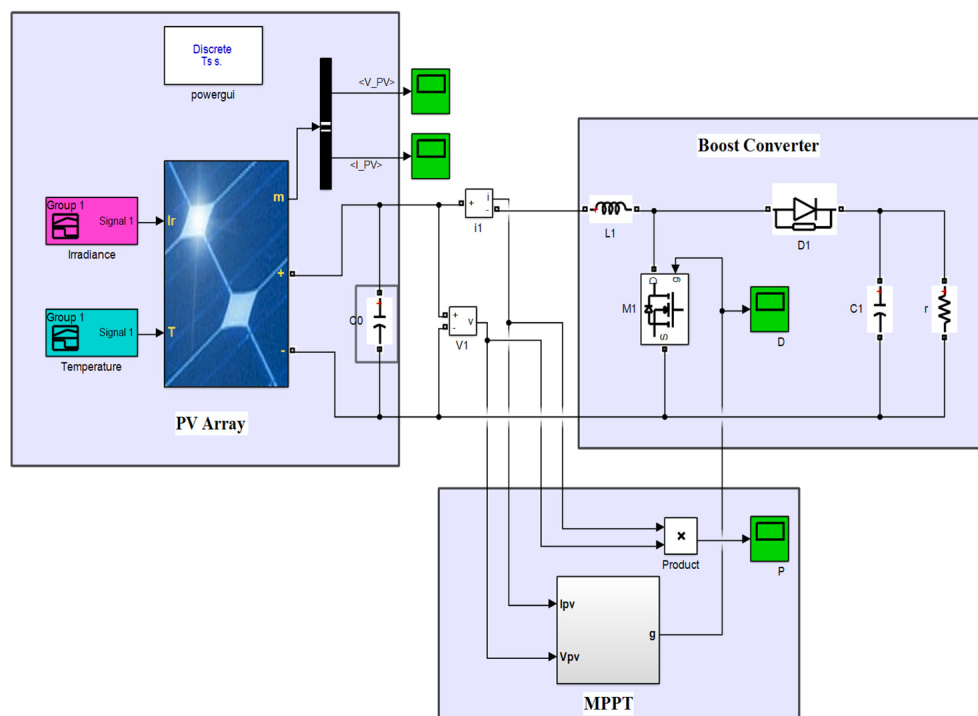 Discrete
Ts s.
powergui
<V_PV>
<I_PV>
Group 1
Signal 1
Irradiance
Group 1
Signal 1
Temperature
Ir
T
m
+
-
PV Array
C0
+
i
-
i1
+
-
v
V1
Boost Converter
L1
D
g
S
M1
D
D1
C1
r
×
Product
P
Ipv
Vpv
g
MPPT